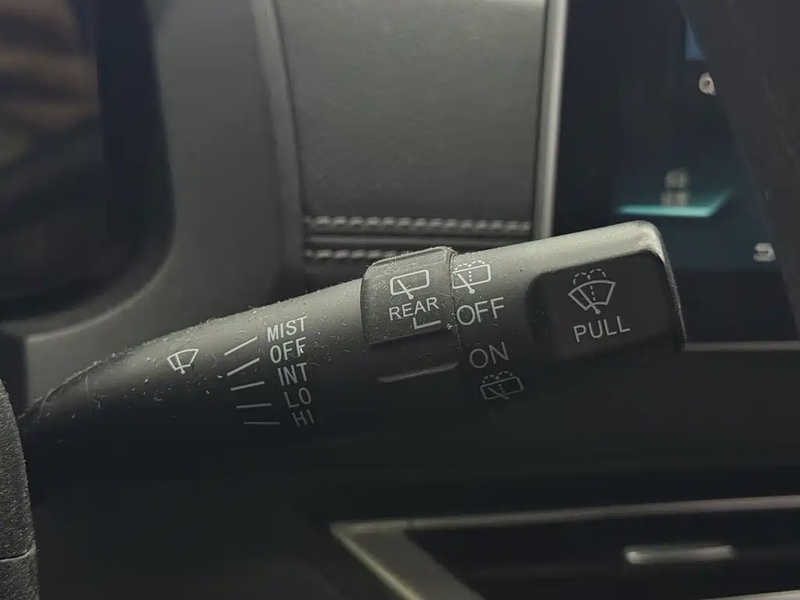 MIST
OFF
INT
LO
HI
REAR
OFF
ON
PULL